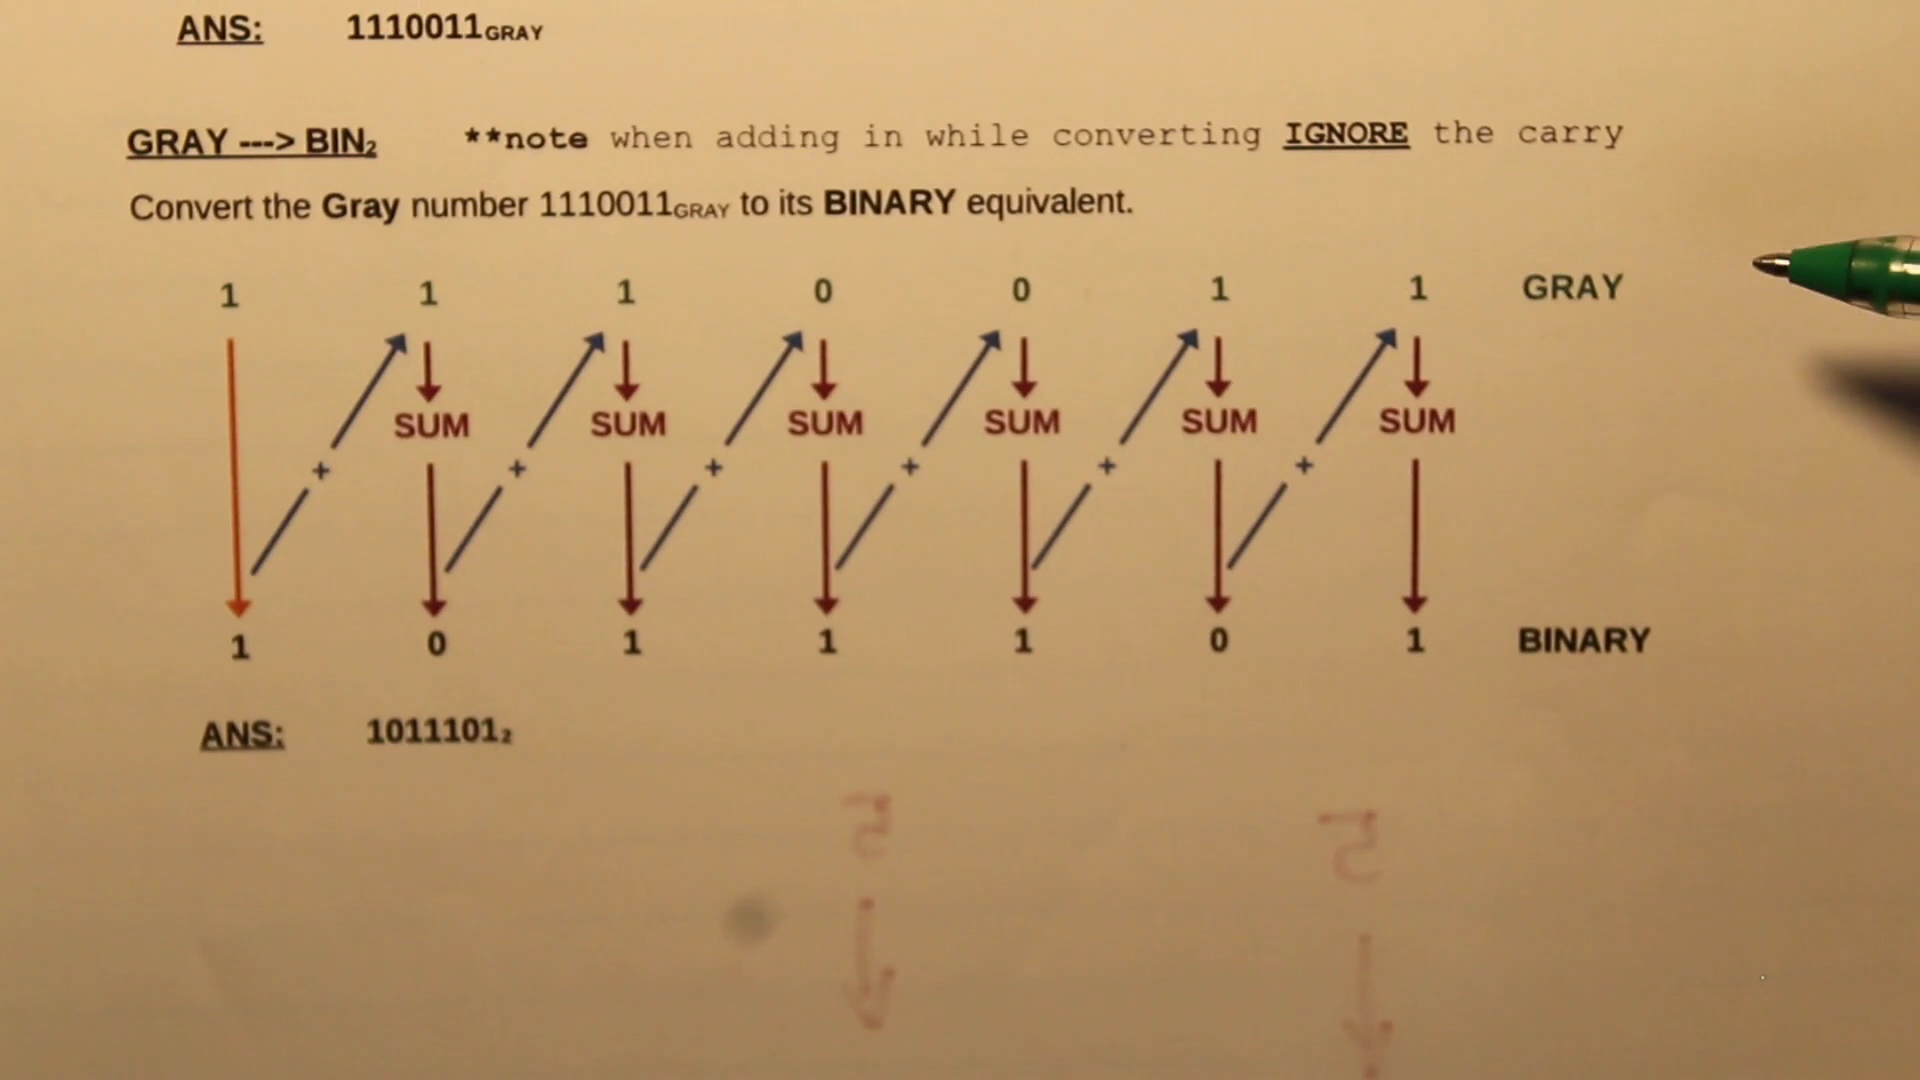 ANS: 1110011GRAY
GRAY ---> BIN2 **note when adding in while converting IGNORE the carry
Convert the Gray number 1110011GRAY to its BINARY equivalent.
1 1 1 0 0 1 1 GRAY
SUM SUM SUM SUM SUM SUM
+ + + + + +
1 0 1 1 1 0 1 BINARY
ANS: 10111012